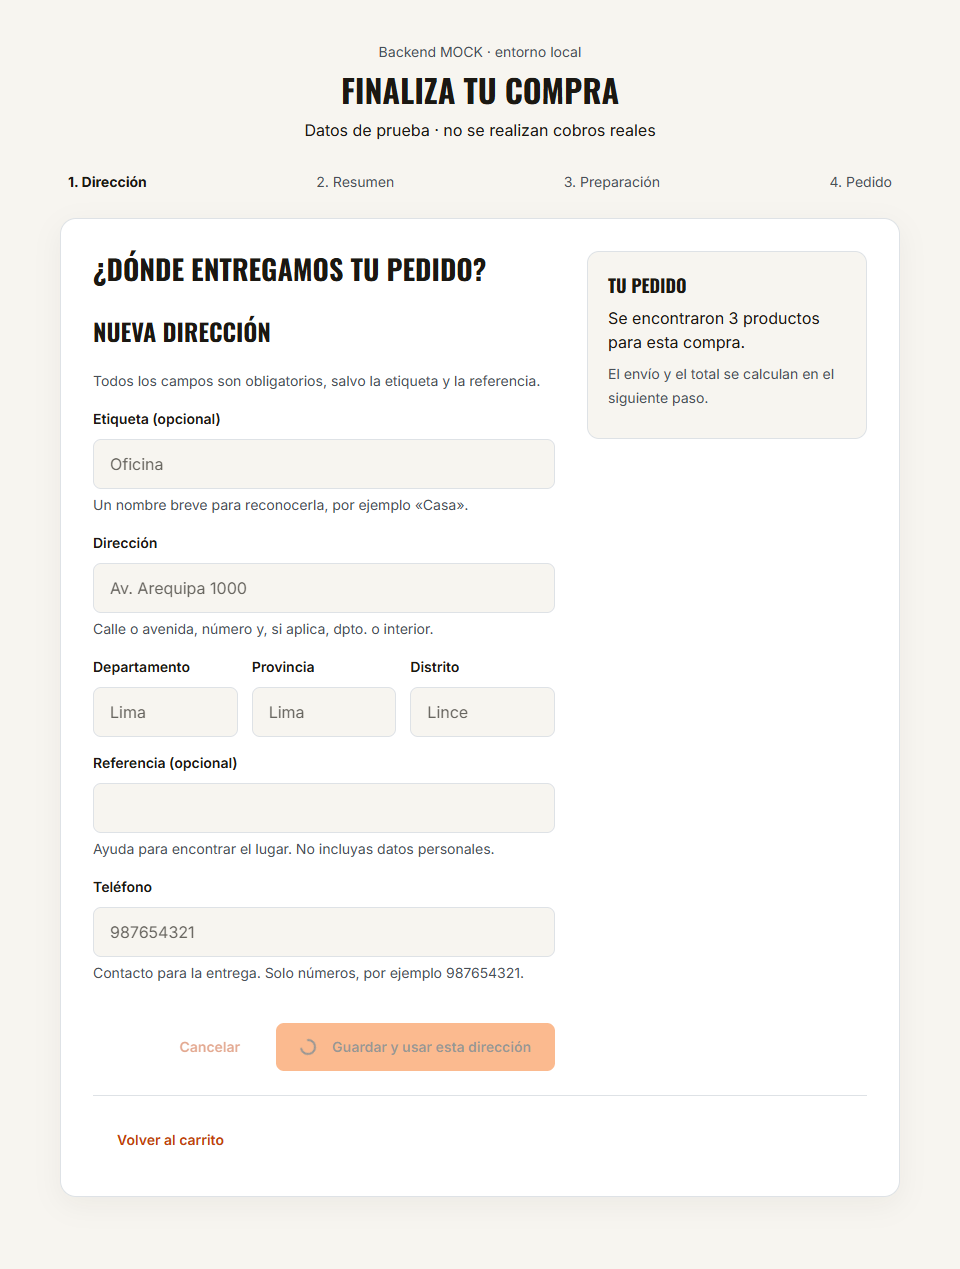 Backend MOCK · entorno local
FINALIZA TU COMPRA
Datos de prueba · no se realizan cobros reales
1. Dirección
2. Resumen
3. Preparación
4. Pedido
¿DÓNDE ENTREGAMOS TU PEDIDO?
NUEVA DIRECCIÓN
Todos los campos son obligatorios, salvo la etiqueta y la referencia.
Etiqueta (opcional)
Oficina
Un nombre breve para reconocerla, por ejemplo «Casa».
Dirección
Av. Arequipa 1000
Calle o avenida, número y, si aplica, dpto. o interior.
Departamento
Provincia
Distrito
Lima
Lima
Lince
Referencia (opcional)
Ayuda para encontrar el lugar. No incluyas datos personales.
Teléfono
987654321
Contacto para la entrega. Solo números, por ejemplo 987654321.
Cancelar
Guardar y usar esta dirección
TU PEDIDO
Se encontraron 3 productos
para esta compra.
El envío y el total se calculan en el
siguiente paso.
Volver al carrito